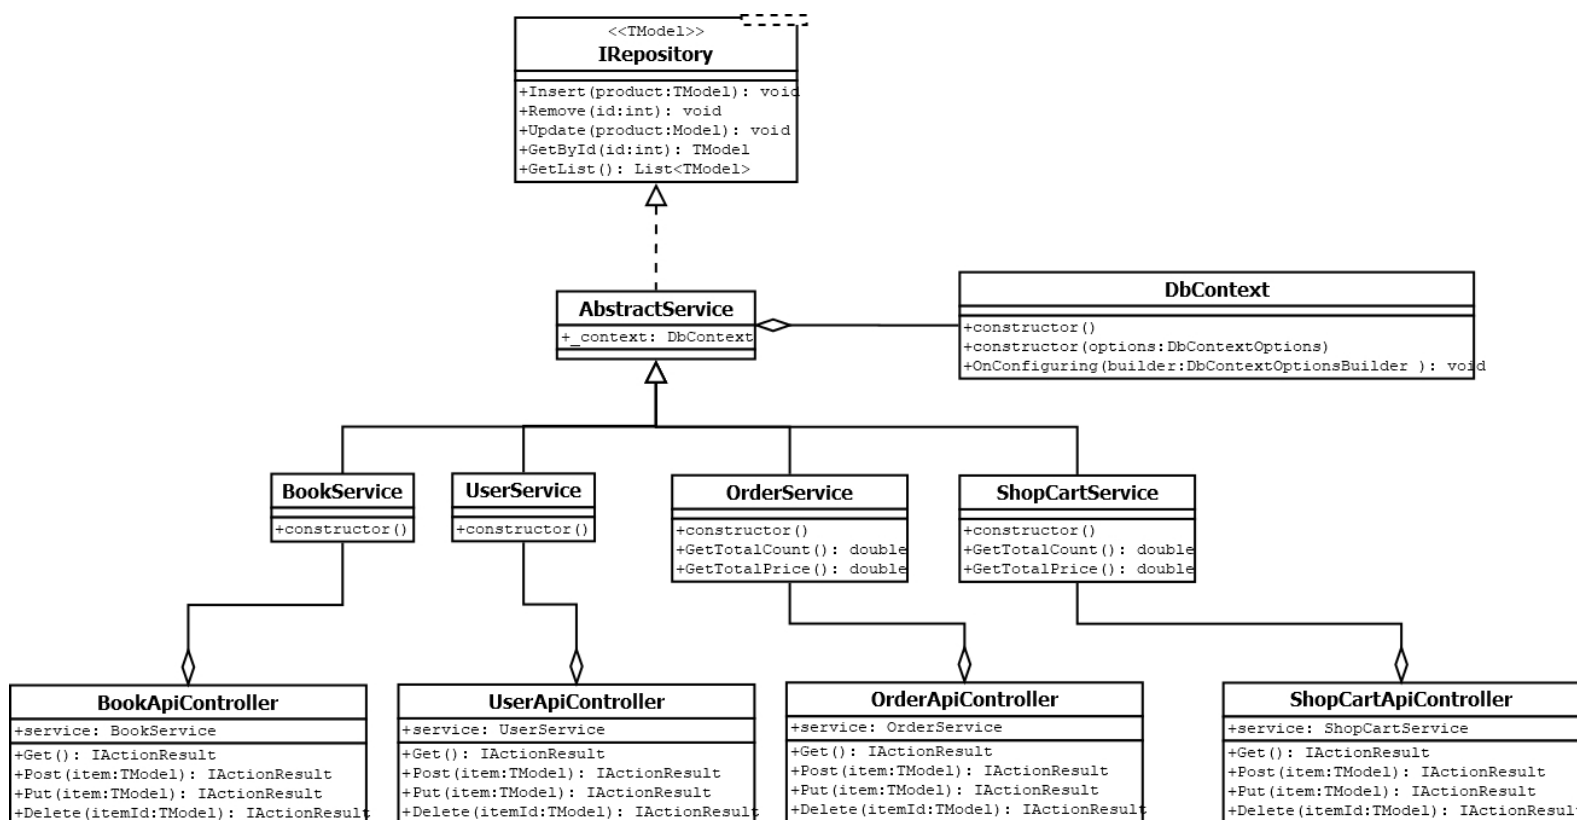 <<TModel>>
IRepository
+Insert(product:TModel): void
+Remove(id:int): void
+Update(product:Model): void
+GetById(id:int): TModel
+GetList(): List<TModel>
AbstractService
+_context: DbContext
DbContext
+constructor()
+constructor(options:DbContextOptions)
+OnConfiguring(builder:DbContextOptionsBuilder ): void
BookService
+constructor()
UserService
+constructor()
OrderService
+constructor()
+GetTotalCount(): double
+GetTotalPrice(): double
ShopCartService
+constructor()
+GetTotalCount(): double
+GetTotalPrice(): double
BookApiController
+service: BookService
+Get(): IActionResult
+Post(item:TModel): IActionResult
+Put(item:TModel): IActionResult
+Delete(itemId:TModel): IActionResult
UserApiController
+service: UserService
+Get(): IActionResult
+Post(item:TModel): IActionResult
+Put(item:TModel): IActionResult
+Delete(itemId:TModel): IActionResult
OrderApiController
+service: OrderService
+Get(): IActionResult
+Post(item:TModel): IActionResult
+Put(item:TModel): IActionResult
+Delete(itemId:TModel): IActionResult
ShopCartApiController
+service: ShopCartService
+Get(): IActionResult
+Post(item:TModel): IActionResult
+Put(item:TModel): IActionResult
+Delete(itemId:TModel): IActionResult